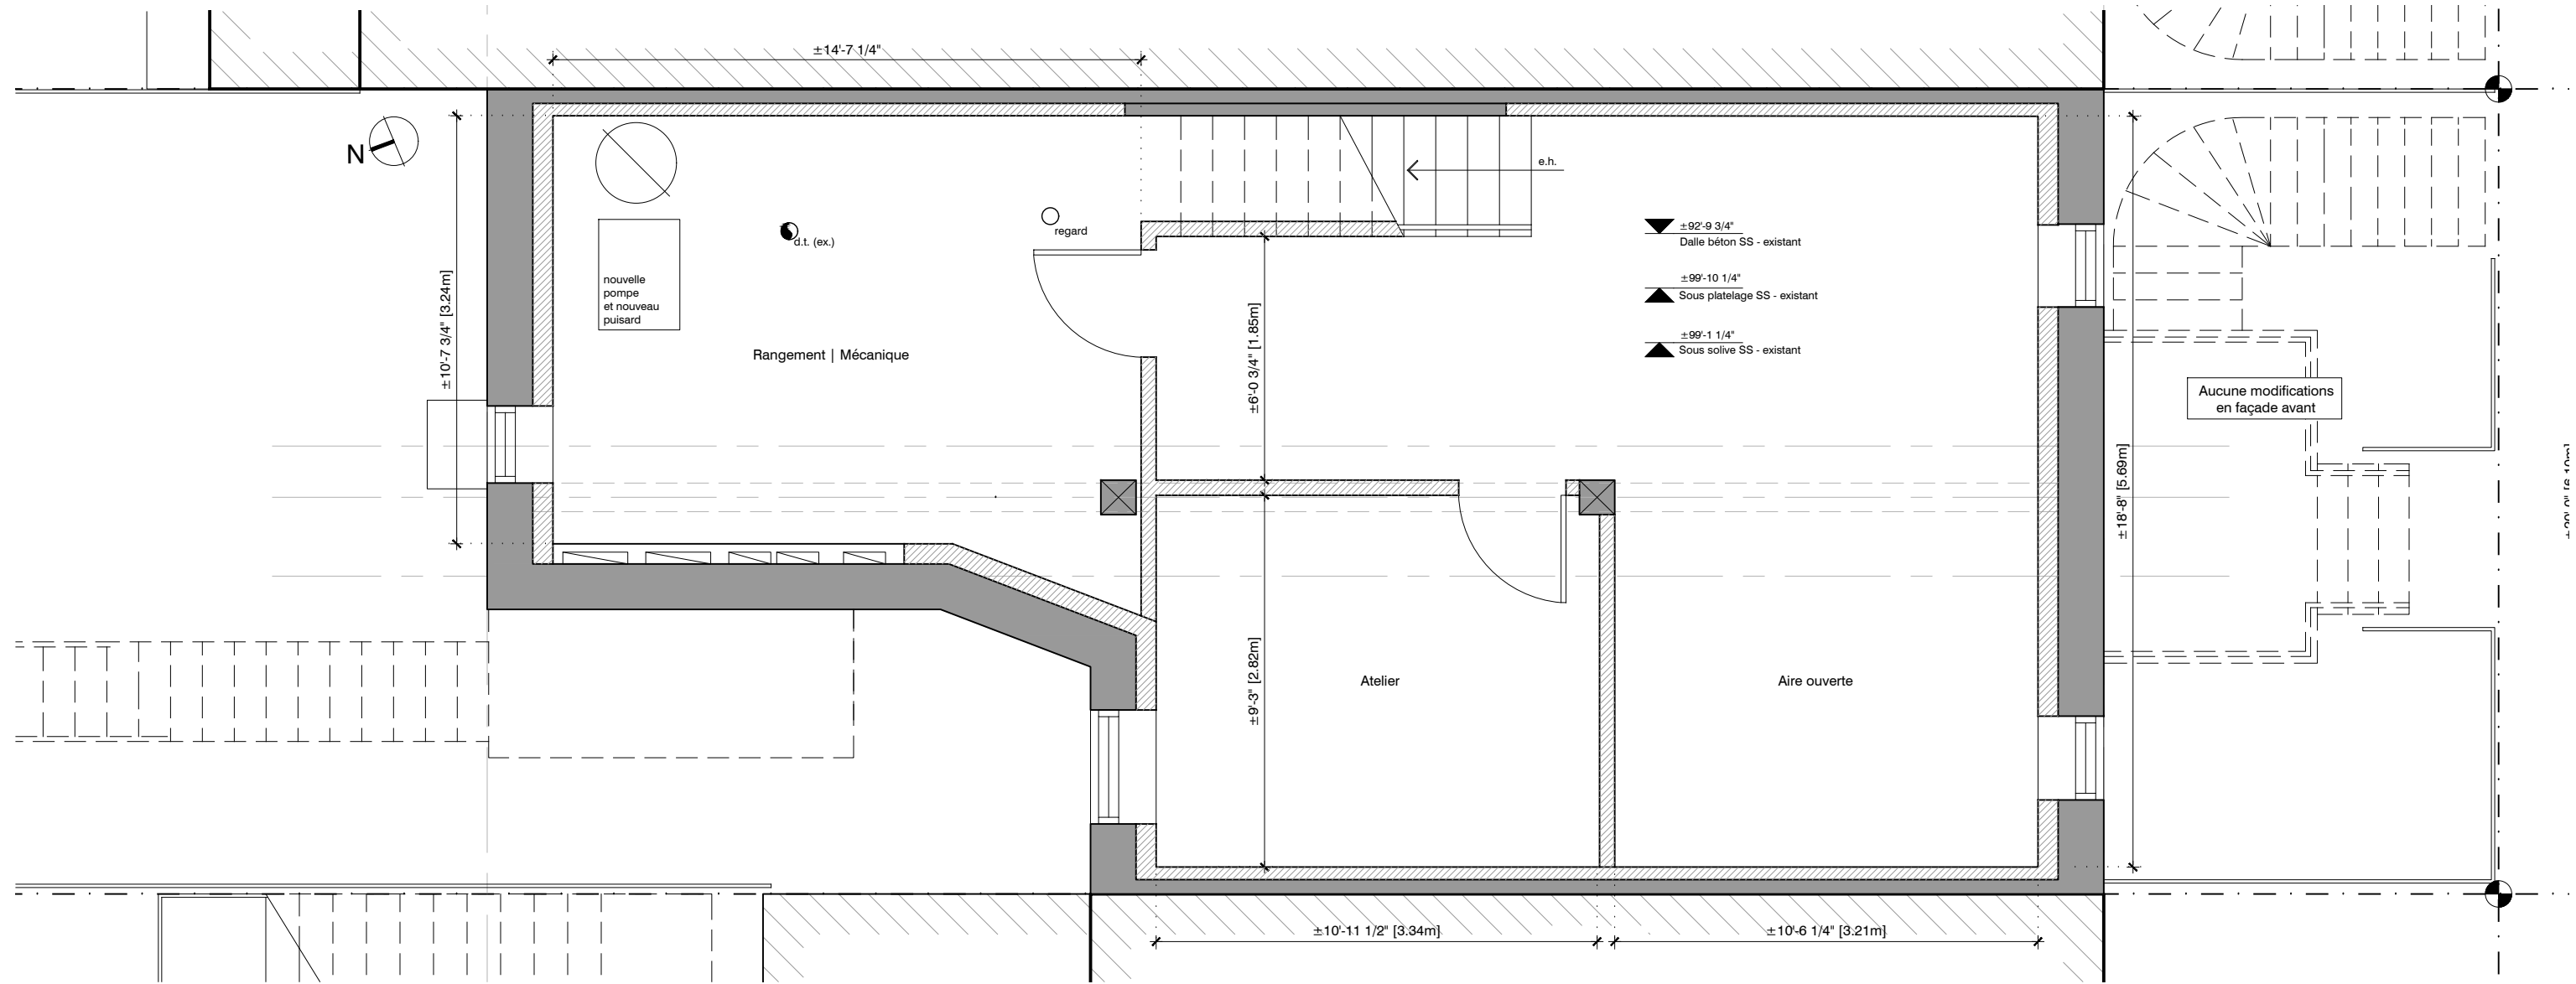 ±14'-7 1/4"
N
e.h.
d.t. (ex.)
regard
±92'-9 3/4"
Dalle béton SS - existant
±99'-10 1/4"
Sous platelage SS - existant
±99'-1 1/4"
Sous solive SS - existant
nouvelle
pompe
et nouveau
puisard
±10'-7 3/4" [3.24m]
Rangement | Mécanique
±6'-0 3/4" [1.85m]
Aucune modifications
en façade avant
±18'-8" [5.69m]
±9'-3" [2.82m]
Atelier
Aire ouverte
±10'-11 1/2" [3.34m]
±10'-6 1/4" [3.21m]